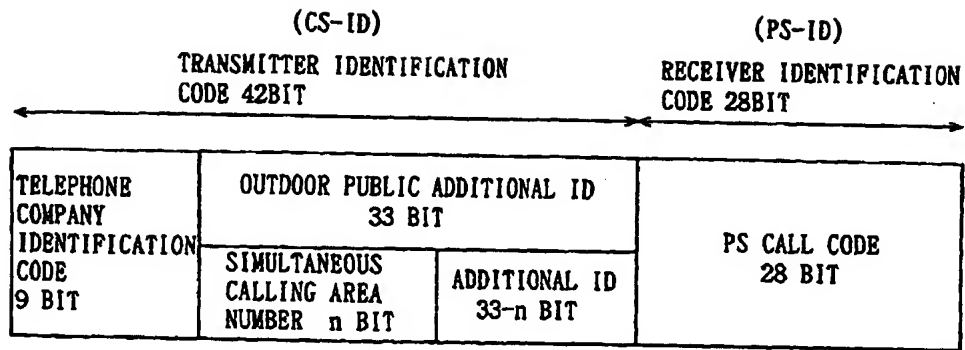 (CS-ID)
TRANSMITTER IDENTIFICATION
CODE 42BIT
(PS-ID)
RECEIVER IDENTIFICATION
CODE 28BIT
TELEPHONE
COMPANY
IDENTIFICATION
CODE
9 BIT
OUTDOOR PUBLIC ADDITIONAL ID
33 BIT
SIMULTANEOUS
CALLING AREA
NUMBER n BIT
ADDITIONAL ID
33-n BIT
PS CALL CODE
28 BIT